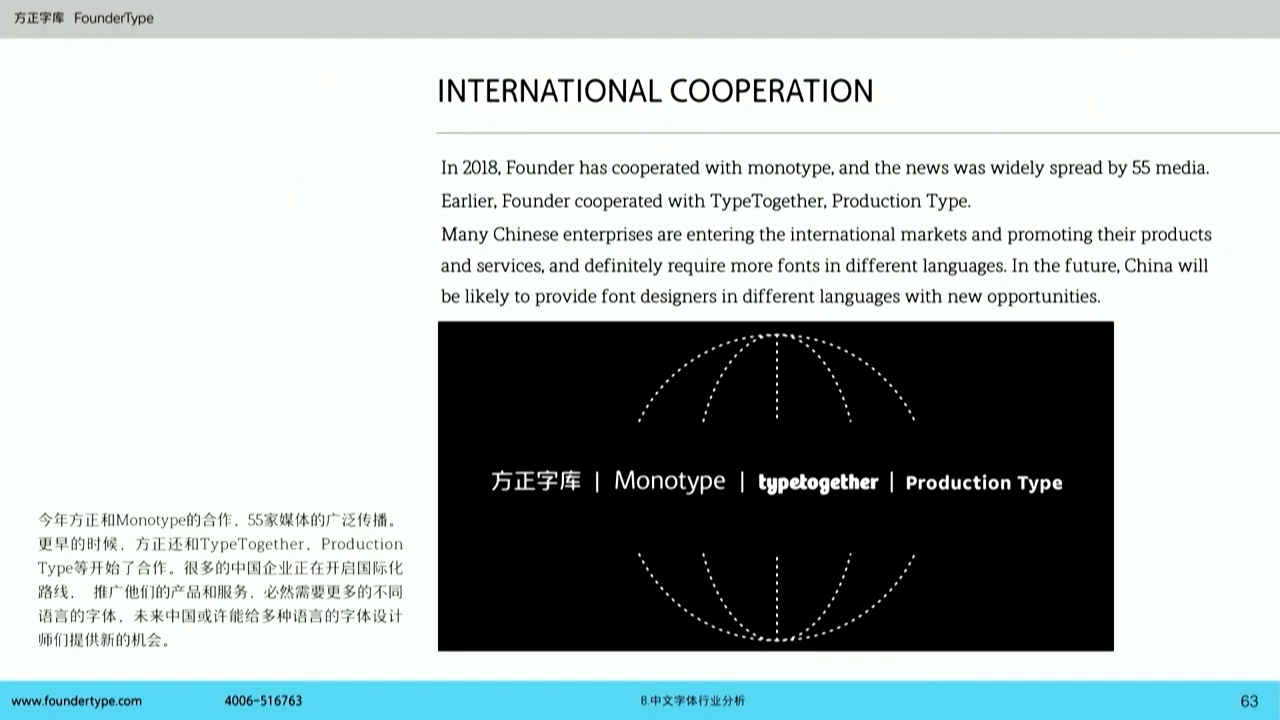 方正字库 FounderType
INTERNATIONAL COOPERATION
In 2018, Founder has cooperated with monotype, and the news was widely spread by 55 media.
Earlier, Founder cooperated with TypeTogether, Production Type.
Many Chinese enterprises are entering the international markets and promoting their products
and services, and definitely require more fonts in different languages. In the future, China will
be likely to provide font designers in different languages with new opportunities.
方正字库 | Monotype | typetogether | Production Type
今年方正和Monotype的合作，55家媒体的广泛传播。
更早的时候，方正还和TypeTogether，Production
Type等开始了合作。很多的中国企业正在开启国际化
路线， 推广他们的产品和服务，必然需要更多的不同
语言的字体，未来中国或许能给多种语言的字体设计
师们提供新的机会。
www.foundertype.com 4006-516763 8.中文字体行业分析 63